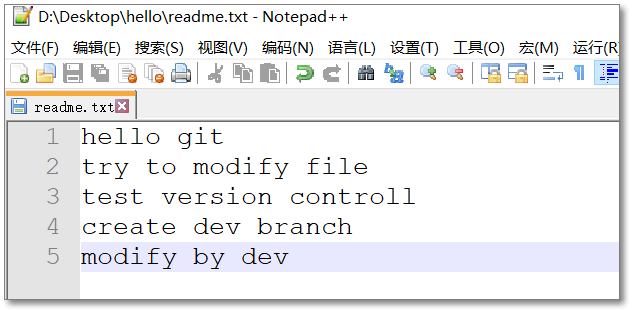 D:\Desktop\hello\readme.txt - Notepad++
文件(F) 编辑(E) 搜索(S) 视图(V) 编码(N) 语言(L) 设置(T) 工具(O) 宏(M) 运行(R)
readme.txt
1 hello git
2 try to modify file
3 test version controll
4 create dev branch
5 modify by dev